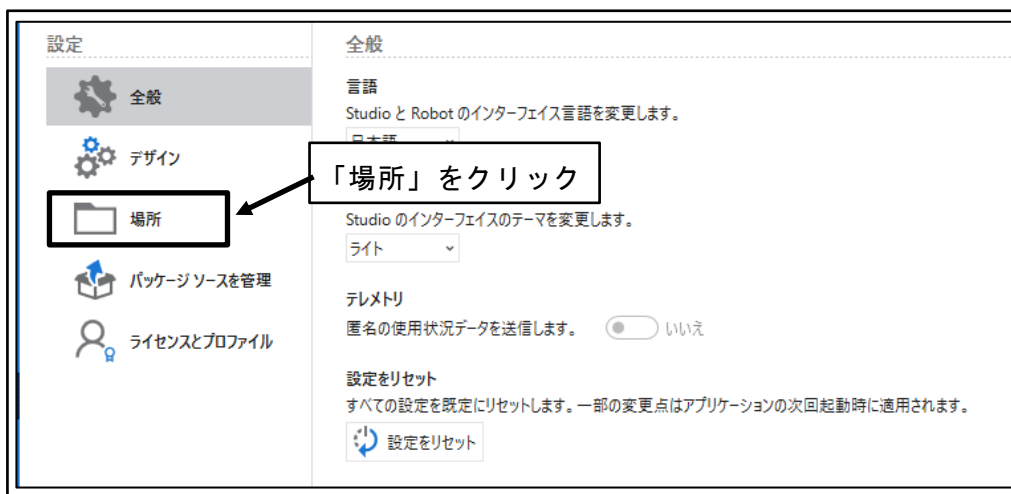 設定
全般
デザイン
場所
パッケージ ソースを管理
ライセンスとプロファイル
全般
言語
Studio と Robot のインターフェイス言語を変更します。
日本語
「場所」をクリック
Studio のインターフェイスのテーマを変更します。
ライト
テレメトリ
匿名の使用状況データを送信します。 いいえ
設定をリセット
すべての設定を既定にリセットします。一部の変更点はアプリケーションの次回起動時に適用されます。
設定をリセット